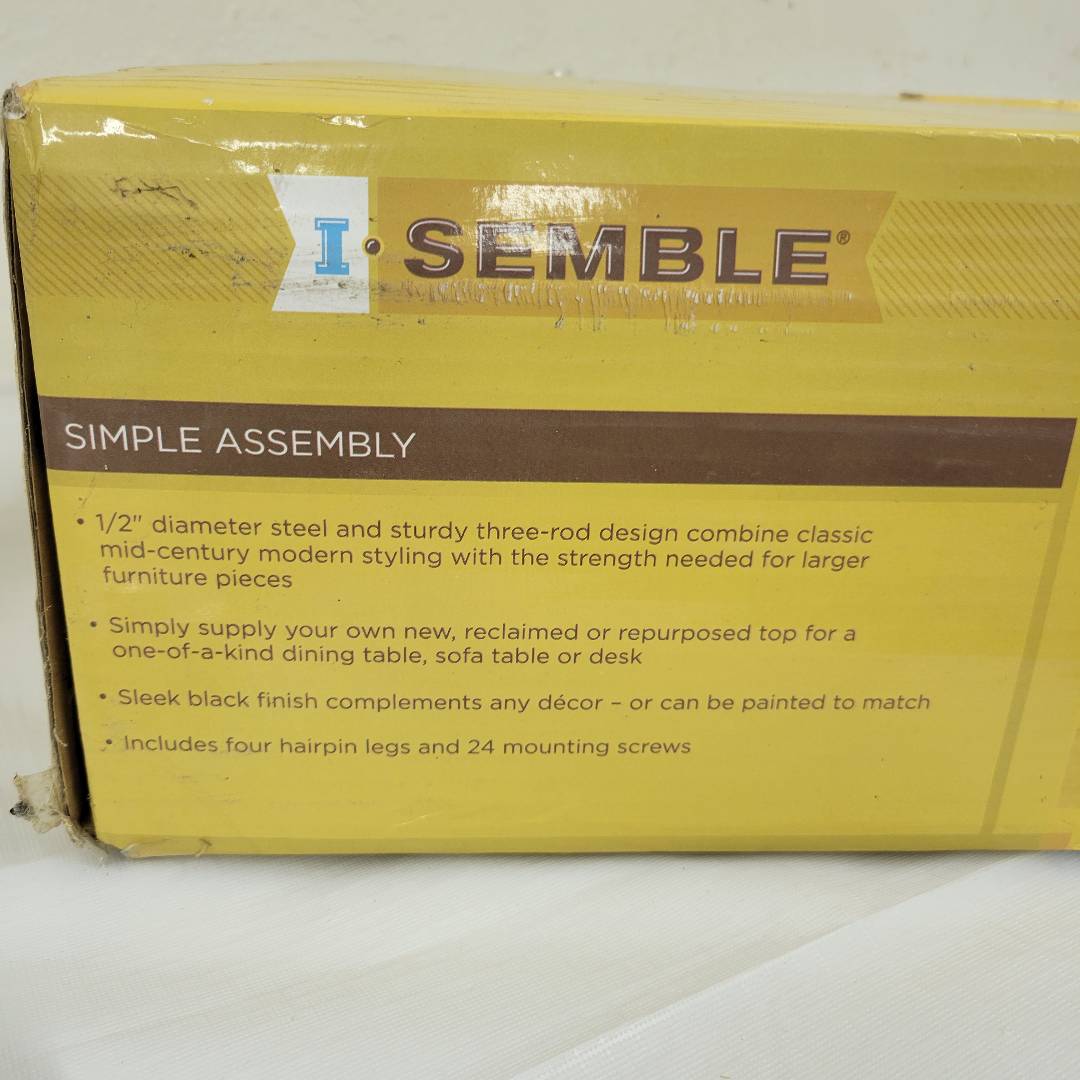 I•SEMBLE®
SIMPLE ASSEMBLY
• 1/2" diameter steel and sturdy three-rod design combine classic
mid-century modern styling with the strength needed for larger
furniture pieces
• Simply supply your own new, reclaimed or repurposed top for a
one-of-a-kind dining table, sofa table or desk
• Sleek black finish complements any décor – or can be painted to match
• Includes four hairpin legs and 24 mounting screws